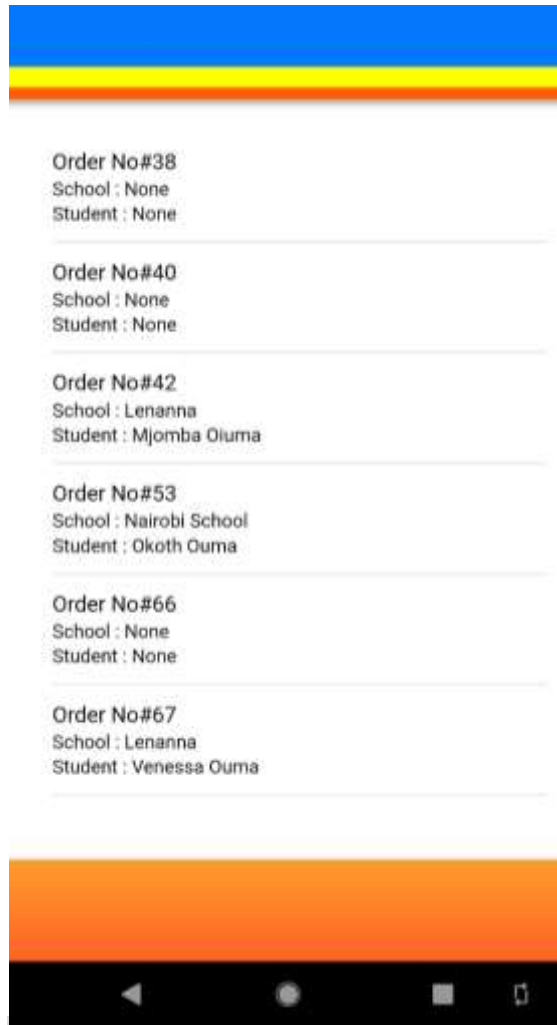 Order No#38
School : None
Student : None
Order No#40
School : None
Student : None
Order No#42
School : Lenanna
Student : Mjomba Oiuma
Order No#53
School : Nairobi School
Student : Okoth Ouma
Order No#66
School : None
Student : None
Order No#67
School : Lenanna
Student : Venessa Ouma